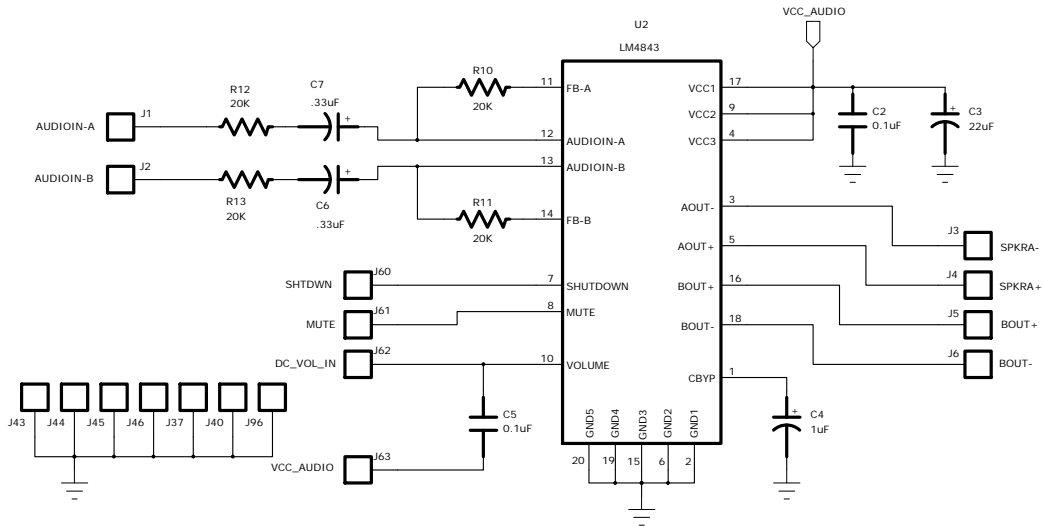 VCC_AUDIO
U2
LM4843
R10
20K
11
FB-A
VCC1
17
R12
20K
C7
.33uF
+
J1
AUDIOIN-A
12
AUDIOIN-A
VCC2
9
VCC3
4
C2
0.1uF
+
C3
22uF
J2
AUDIOIN-B
13
AUDIOIN-B
R13
20K
+
C6
.33uF
R11
20K
14
FB-B
AOUT-
3
J3
SPKRA-
AOUT+
5
J4
SPKRA+
J60
SHTDWN
7
SHUTDOWN
BOUT+
16
J5
BOUT+
J61
MUTE
8
MUTE
BOUT-
18
J6
BOUT-
J62
DC_VOL_IN
10
VOLUME
CBYP
1
+
C4
1uF
C5
0.1uF
J63
VCC_AUDIO
J43
J44
J45
J46
J37
J40
J96
GND5
GND4
GND3
GND2
GND1
20
19
15
6
2